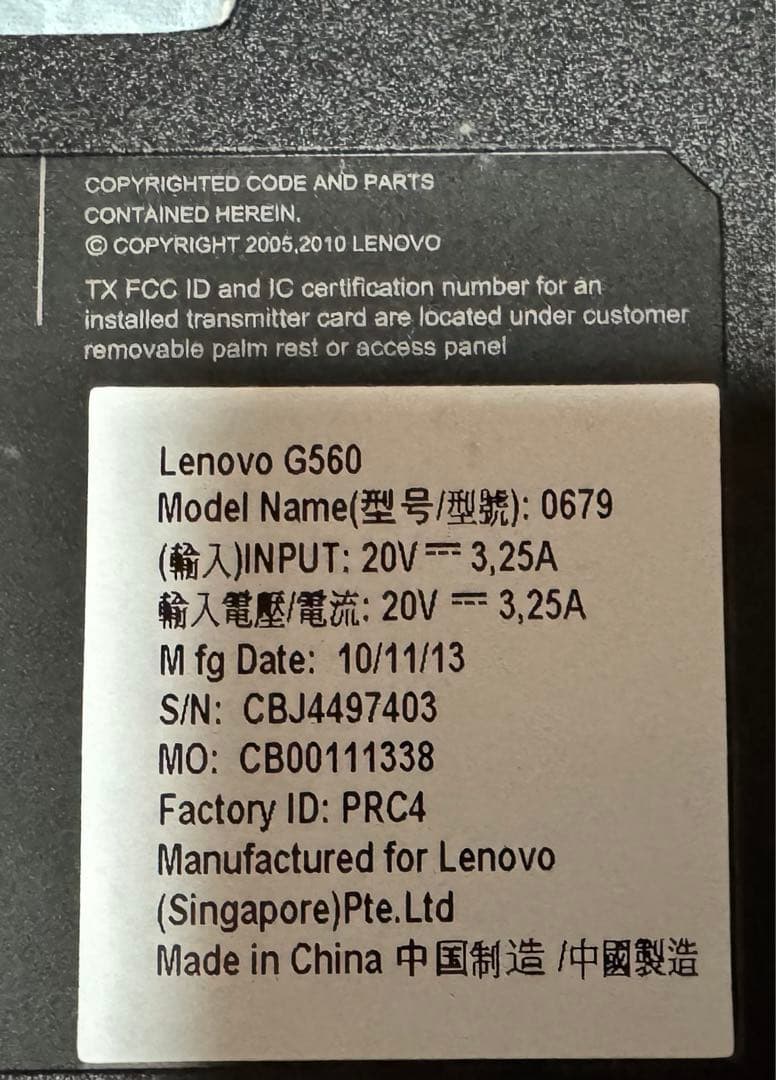 COPYRIGHTED CODE AND PARTS
CONTAINED HEREIN.
© COPYRIGHT 2005,2010 LENOVO
TX FCC ID and IC certification number for an
installed transmitter card are located under customer
removable palm rest or access panel
Lenovo G560
Model Name(型号/型號): 0679
(輸入)INPUT: 20V ⎓ 3,25A
輸入電壓/電流: 20V ⎓ 3,25A
Mfg Date: 10/11/13
S/N: CBJ4497403
MO: CB00111338
Factory ID: PRC4
Manufactured for Lenovo
(Singapore)Pte.Ltd
Made in China 中国制造 /中國製造